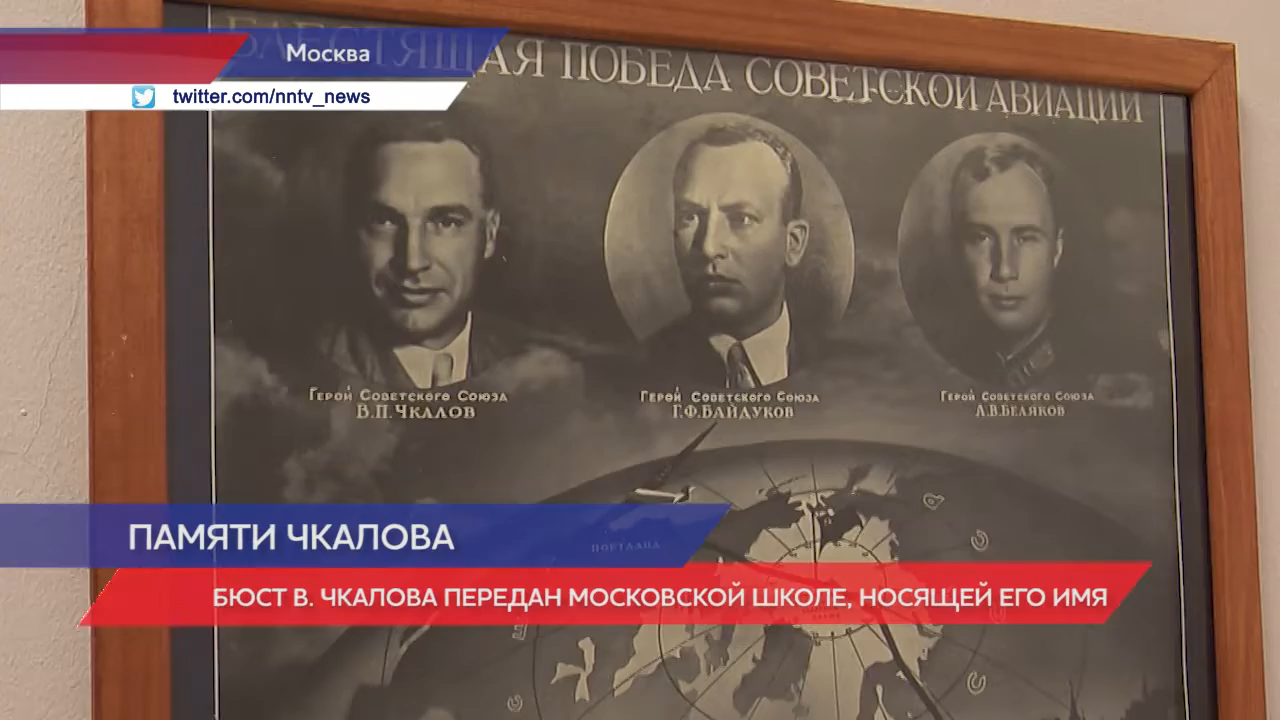 Москва
twitter.com/nntv_news
БЛЕСТЯЩАЯ ПОБЕДА СОВЕТСКОЙ АВИАЦИИ
Герой Советского Союза
В.П.Чкалов
Герой Советского Союза
Г.Ф.Байдуков
Герой Советского Союза
А.В.Беляков
ПОРТЛАНД
ПАМЯТИ ЧКАЛОВА
БЮСТ В. ЧКАЛОВА ПЕРЕДАН МОСКОВСКОЙ ШКОЛЕ, НОСЯЩЕЙ ЕГО ИМЯ